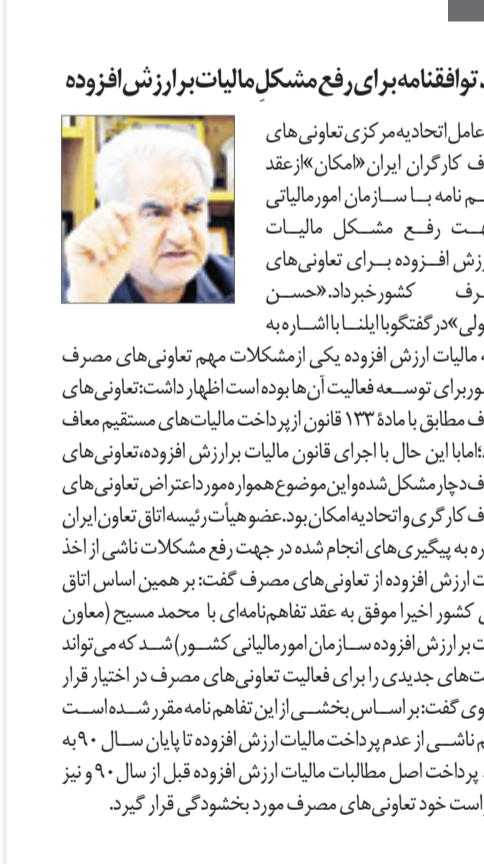 توافقنامه برای رفع مشکلِ مالیات بر ارزش افزوده
عامل اتحادیه مرکزی تعاونی‌های
کارگران ایران «امکان» از عقد
نامه با سازمان امور مالیاتی
رفع مشکل مالیات
افزوده برای تعاونی‌های
کشور خبر داد. «حسن
در گفتگو با ایلنا با اشاره به
مالیات ارزش افزوده یکی از مشکلات مهم تعاونی‌های مصرف
برای توسعه فعالیت آن‌ها بوده است اظهار داشت: تعاونی‌های
مطابق با مادۀ ۱۳۳ قانون از پرداخت مالیات‌های مستقیم معاف
؛ اما با این حال با اجرای قانون مالیات بر ارزش افزوده، تعاونی‌های
دچار مشکل شده و این موضوع همواره مورد اعتراض تعاونی‌های
کارگری و اتحادیه امکان بود. عضو هیأت رئیسه اتاق تعاون ایران
به پیگیری‌های انجام شده در جهت رفع مشکلات ناشی از اخذ
ارزش افزوده از تعاونی‌های مصرف گفت: بر همین اساس اتاق
کشور اخیرا موفق به عقد تفاهم‌نامه‌ای با محمد مسیح (معاون
بر ارزش افزوده سازمان امور مالیاتی کشور) شد که می‌تواند
جدیدی را برای فعالیت تعاونی‌های مصرف در اختیار قرار
وی گفت: بر اساس بخشی از این تفاهم نامه مقرر شده است
ناشی از عدم پرداخت مالیات ارزش افزوده تا پایان سال ۹۰ به
پرداخت اصل مطالبات مالیات ارزش افزوده قبل از سال ۹۰ و نیز
خود تعاونی‌های مصرف مورد بخشودگی قرار گیرد.